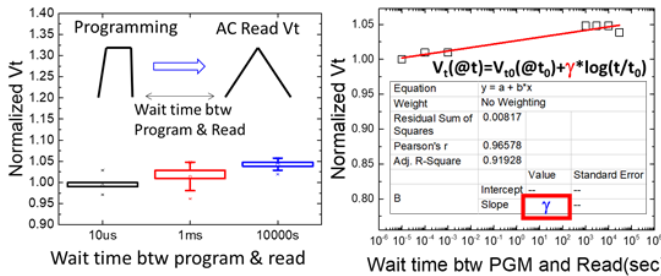 Normalized Vt
1.40
1.35
1.30
1.25
1.20
1.15
1.10
1.05
1.00
0.95
0.90
Programming
AC Read Vt
Wait time btw
Program & Read
10us
1ms
10000s
Wait time btw program & read
Normalized Vt
1.05
1.00
0.95
0.90
0.85
0.80
Vt(@t)=Vt0(@t0)+γ*log(t/t0)
Equation y = a + b*x
Weight No Weighting
Residual Sum of Squares 0.00817
Pearson's r 0.96578
Adj. R-Square 0.91928
Value Standard Error
B Intercept -- --
Slope γ --
10-6 10-5 10-4 10-3 10-2 10-1 100 101 102 103 104 105
Wait time btw PGM and Read(sec